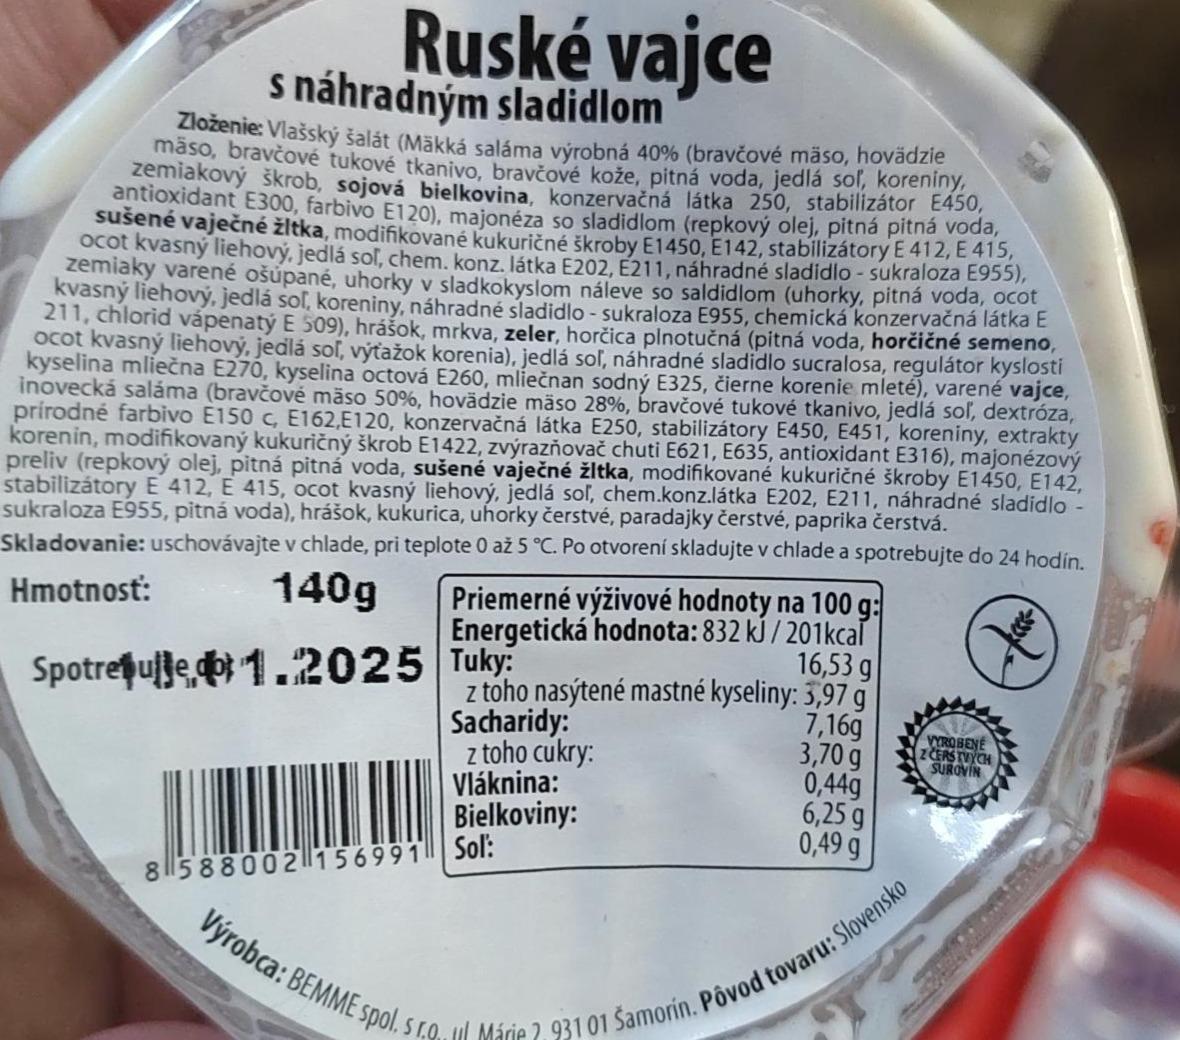 Ruské vajce
s náhradným sladidlom
Zloženie: Vlašský šalát (Mäkká saláma výrobná 40% (bravčové mäso, hovädzie
mäso, bravčové tukové tkanivo, bravčové kože, pitná voda, jedlá soľ, koreniny,
zemiakový škrob, sojová bielkovina, konzervačná látka 250, stabilizátor E450,
antioxidant E300, farbivo E120), majonéza so sladidlom (repkový olej, pitná pitná voda,
sušené vaječné žĺtka, modifikované kukuričné škroby E1450, E142, stabilizátory E 412, E 415,
ocot kvasný liehový, jedlá soľ, chem. konz. látka E202, E211, náhradné sladidlo - sukraloza E955),
zemiaky varené ošúpané, uhorky v sladkokyslom náleve so saldidlom (uhorky, pitná voda, ocot
kvasný liehový, jedlá soľ, koreniny, náhradné sladidlo - sukraloza E955, chemická konzervačná látka E
211, chlorid vápenatý E 509), hrášok, mrkva, zeler, horčica plnotučná (pitná voda, horčičné semeno,
ocot kvasný liehový, jedlá soľ, výťažok korenia), jedlá soľ, náhradné sladidlo sucralosa, regulátor kyslosti
kyselina mliečna E270, kyselina octová E260, mliečnan sodný E325, čierne korenie mleté), varené vajce,
inovecká saláma (bravčové mäso 50%, hovädzie mäso 28%, bravčové tukové tkanivo, jedlá soľ, dextróza,
prírodné farbivo E150 c, E162,E120, konzervačná látka E250, stabilizátory E450, E451, koreniny, extrakty
korenín, modifikovaný kukuričný škrob E1422, zvýrazňovač chuti E621, E635, antioxidant E316), majonézový
preliv (repkový olej, pitná pitná voda, sušené vaječné žĺtka, modifikované kukuričné škroby E1450, E142,
stabilizátory E 412, E 415, ocot kvasný liehový, jedlá soľ, chem.konz.látka E202, E211, náhradné sladidlo -
sukraloza E955, pitná voda), hrášok, kukurica, uhorky čerstvé, paradajky čerstvé, paprika čerstvá.
Skladovanie: uschovávajte v chlade, pri teplote 0 až 5 °C. Po otvorení skladujte v chlade a spotrebujte do 24 hodín.
Hmotnosť: 140g
Spotrebujte do: 1.2025
Priemerné výživové hodnoty na 100 g:
Energetická hodnota: 832 kJ / 201kcal
Tuky: 16,53 g
z toho nasýtené mastné kyseliny: 3,97 g
Sacharidy: 7,16g
z toho cukry: 3,70 g
Vláknina: 0,44g
Bielkoviny: 6,25 g
Soľ: 0,49 g
VYROBENÉ
Z ČERSTVÝCH
SUROVÍN
8 588002 156991
Výrobca: BEMME spol. s r.o., ul. Márie 2, 931 01 Šamorín. Pôvod tovaru: Slovensko